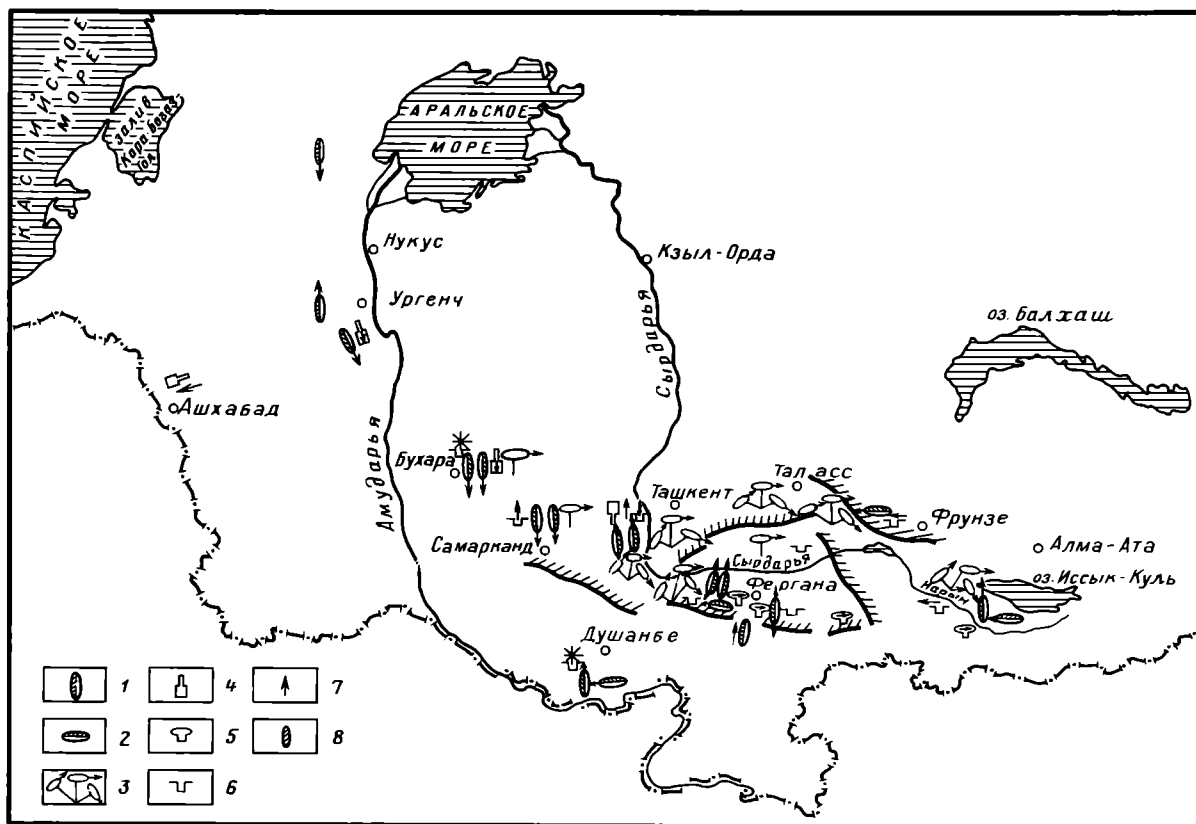 КАСПИЙСКОЕ
МОРЕ
залив
Кара-Богаз-
Гол
АРАЛЬСКОЕ
МОРЕ
Нукус
Кзыл-Орда
Ургенч
Сырдарья
оз. Балхаш
Ашхабад
Амударья
Бухара
Ташкент
Таласс
Фрунзе
Самарканд
Алма-Ата
Сырдарья
оз. Иссык-Куль
Фергана
Нарын
Душанбе
1 4 7
2 5 8
3 6